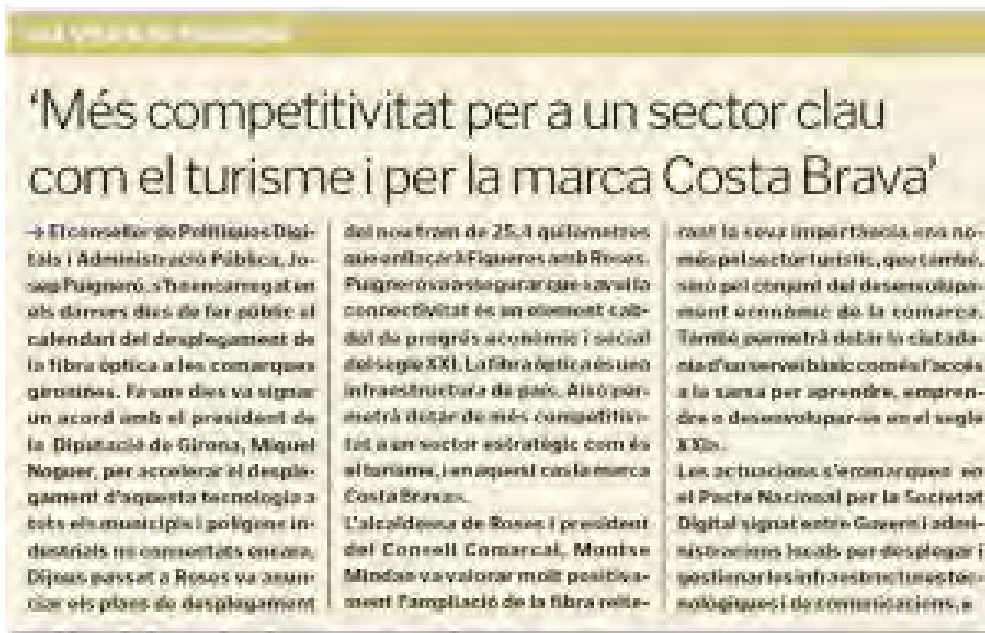 ‘Més competitivitat per a un sector clau
com el turisme i per la marca Costa Brava’
→ El conseller de Polítiques Digi-
tals i Administració Pública, Jo-
sep Puigneró, s’ha encarregat en
els darrers dies de fer públic el
calendari del desplegament de
la fibra òptica a les comarques
gironines. Fa uns dies va signar
un acord amb el president de
la Diputació de Girona, Miquel
Noguer, per accelerar el desple-
gament d’aquesta tecnologia a
tots els municipis i polígons in-
dustrials no connectats encara.
Dijous passat a Roses va anun-
ciar els plans de desplegament
del nou tram de 25,4 quilòmetres
que enllaçarà Figueres amb Roses.
Puigneró va assegurar que «avui la
connectivitat és un element cab-
dal de progrés econòmic i social
del segle XXI. La fibra òptica és una
infraestructura de país. Això per-
metrà dotar de més competitivi-
tat a un sector estratègic com és
el turisme, i en aquest cas la marca
Costa Brava».
L’alcaldessa de Roses i president
del Consell Comarcal, Montse
Mindan va valorar molt positiva-
ment l’ampliació de la fibra reite-
rant la seva importància «no no-
més pel sector turístic, que també,
sinó pel conjunt del desenvolupa-
ment econòmic de la comarca.
També permetrà dotar la ciutada-
nia d’un servei bàsic com és l’accés
a la xarxa per aprendre, empren-
dre o desenvolupar-se en el segle
XXI».
Les actuacions s’emmarquen en
el Pacte Nacional per la Societat
Digital signat entre Govern i admi-
nistracions locals per desplegar i
gestionar les infraestructures tec-
nològiques i de comunicacions.